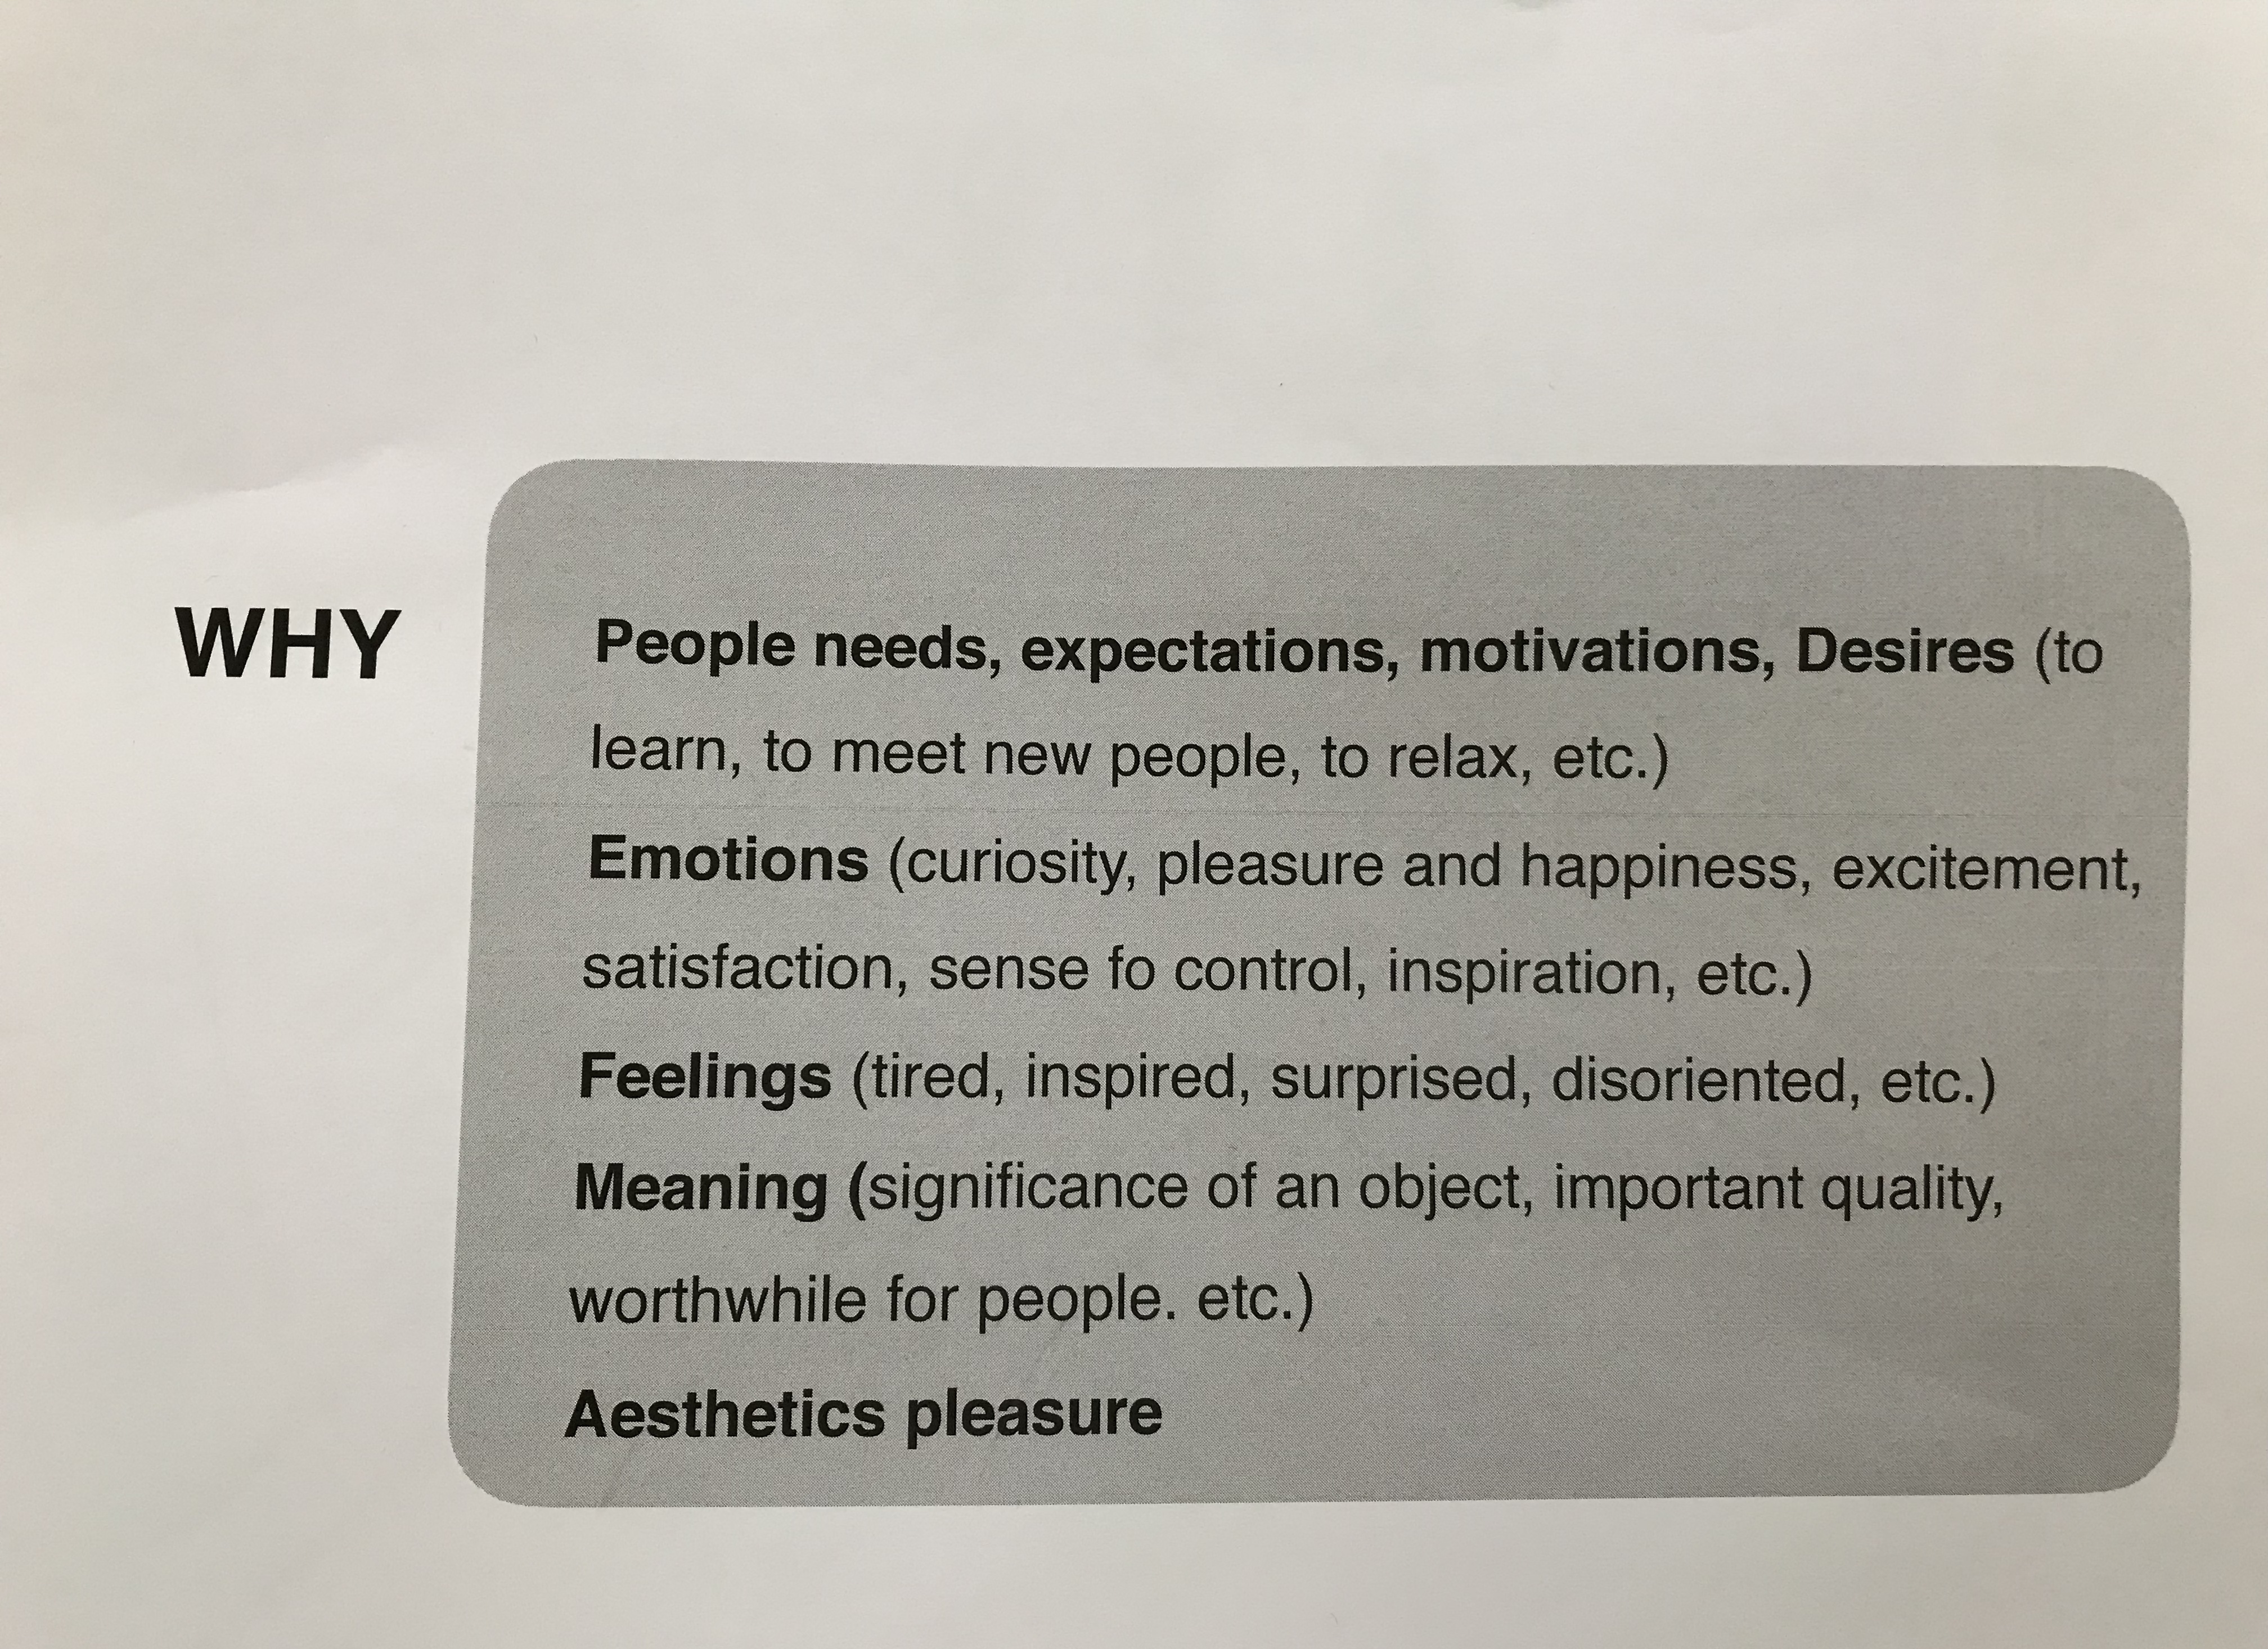 WHY
People needs, expectations, motivations, Desires (to
learn, to meet new people, to relax, etc.)
Emotions (curiosity, pleasure and happiness, excitement,
satisfaction, sense fo control, inspiration, etc.)
Feelings (tired, inspired, surprised, disoriented, etc.)
Meaning (significance of an object, important quality,
worthwhile for people. etc.)
Aesthetics pleasure